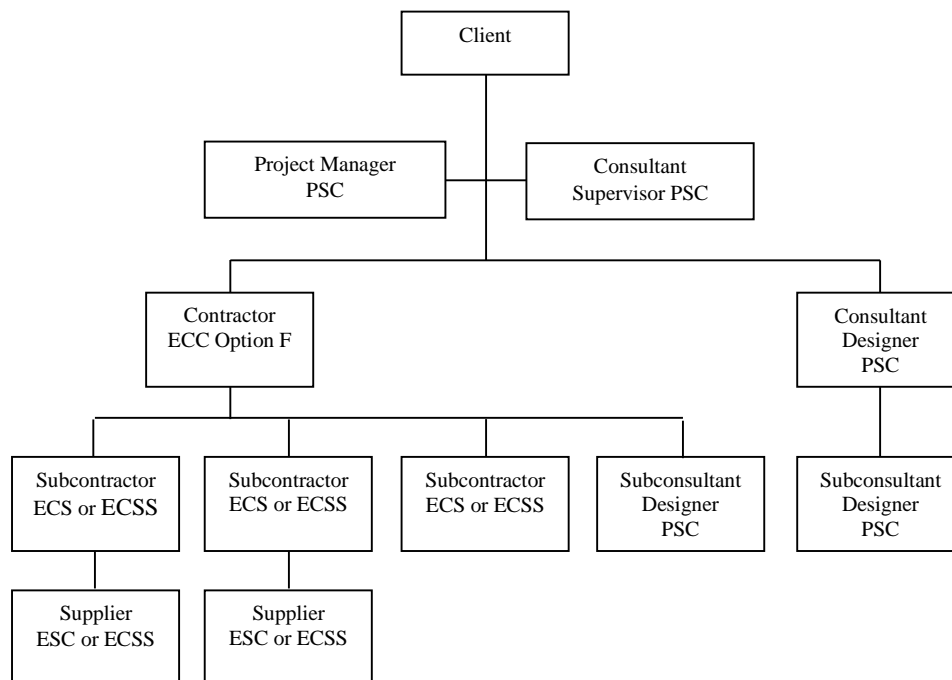 Client
Project Manager
PSC
Consultant
Supervisor PSC
Contractor
ECC Option F
Consultant
Designer
PSC
Subcontractor
ECS or ECSS
Subcontractor
ECS or ECSS
Subcontractor
ECS or ECSS
Subconsultant
Designer
PSC
Subconsultant
Designer
PSC
Supplier
ESC or ECSS
Supplier
ESC or ECSS